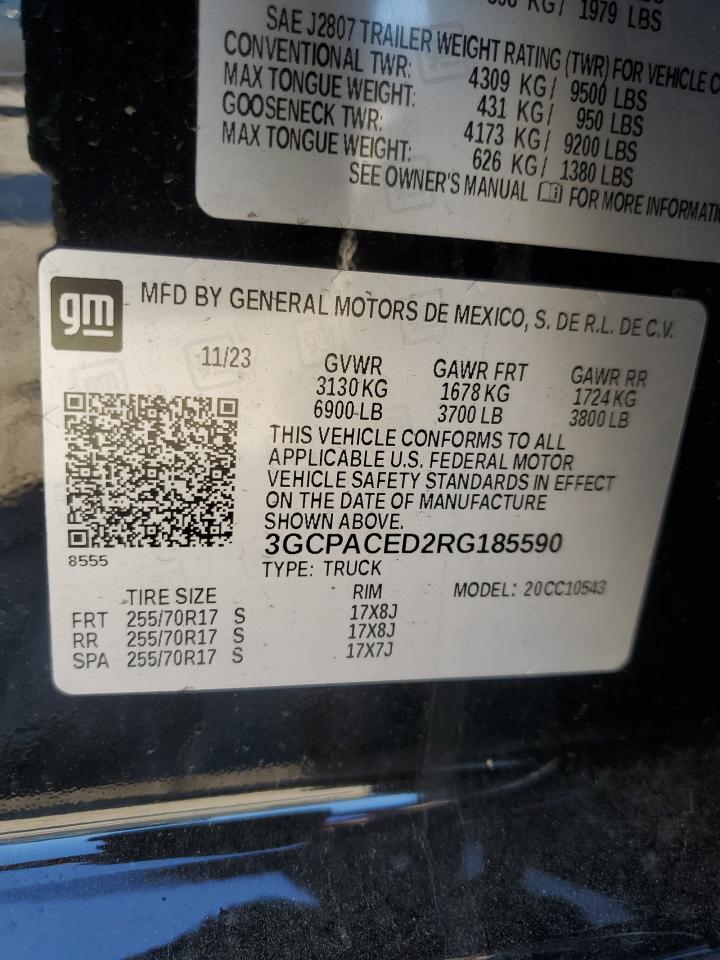 KG/ 1979 LBS
SAE J2807 TRAILER WEIGHT RATING (TWR) FOR VEHICLE
CONVENTIONAL TWR: 4309 KG/ 9500 LBS
MAX TONGUE WEIGHT: 431 KG/ 950 LBS
GOOSENECK TWR: 4173 KG/ 9200 LBS
MAX TONGUE WEIGHT: 626 KG/ 1380 LBS
SEE OWNER'S MANUAL FOR MORE INFORMATI
gm MFD BY GENERAL MOTORS DE MEXICO, S. DE R.L. DE C.V.
11/23 GVWR GAWR FRT GAWR RR
3130 KG 1678 KG 1724 KG
6900 LB 3700 LB 3800 LB
THIS VEHICLE CONFORMS TO ALL
APPLICABLE U.S. FEDERAL MOTOR
VEHICLE SAFETY STANDARDS IN EFFECT
ON THE DATE OF MANUFACTURE
SHOWN ABOVE.
3GCPACED2RG185590
8555
TYPE: TRUCK MODEL: 20CC10543
TIRE SIZE RIM
FRT 255/70R17 S 17X8J
RR 255/70R17 S 17X8J
SPA 255/70R17 S 17X7J